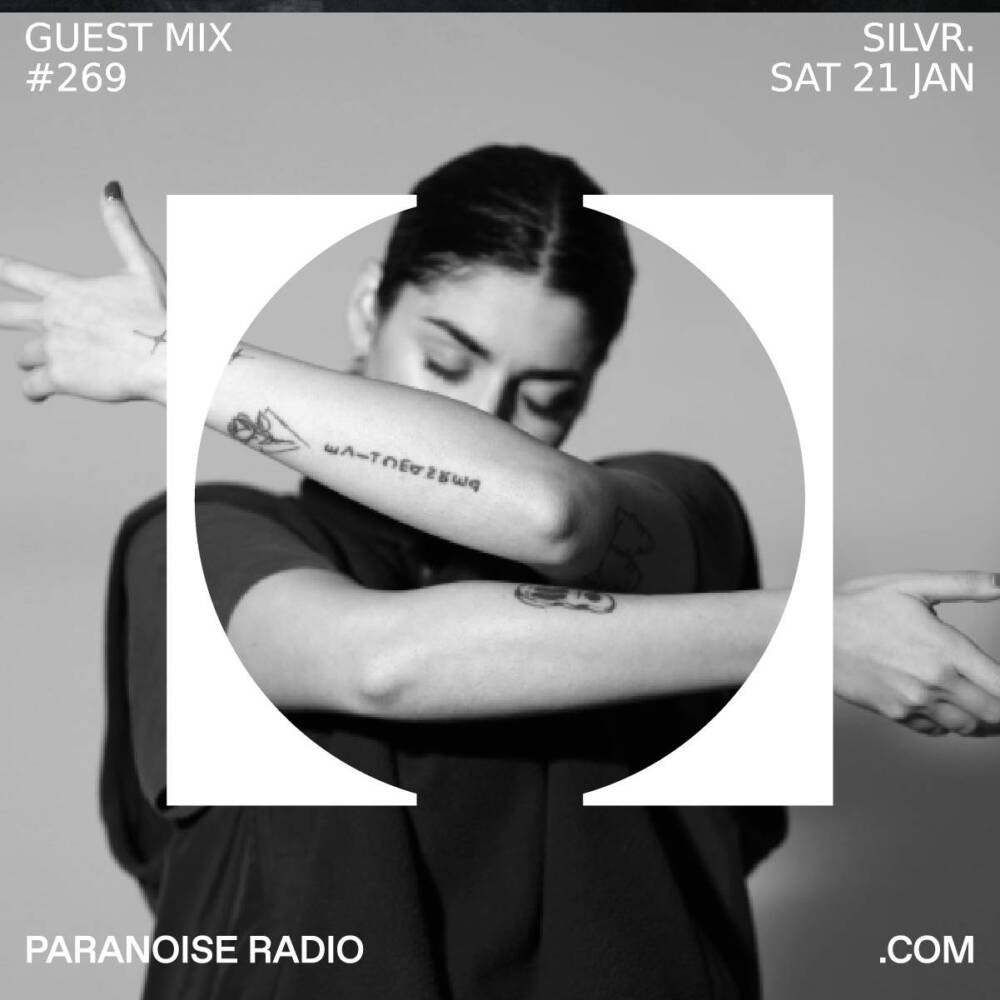 GUEST MIX
#269
SILVR.
SAT 21 JAN
PARANOISE RADIO
.COM